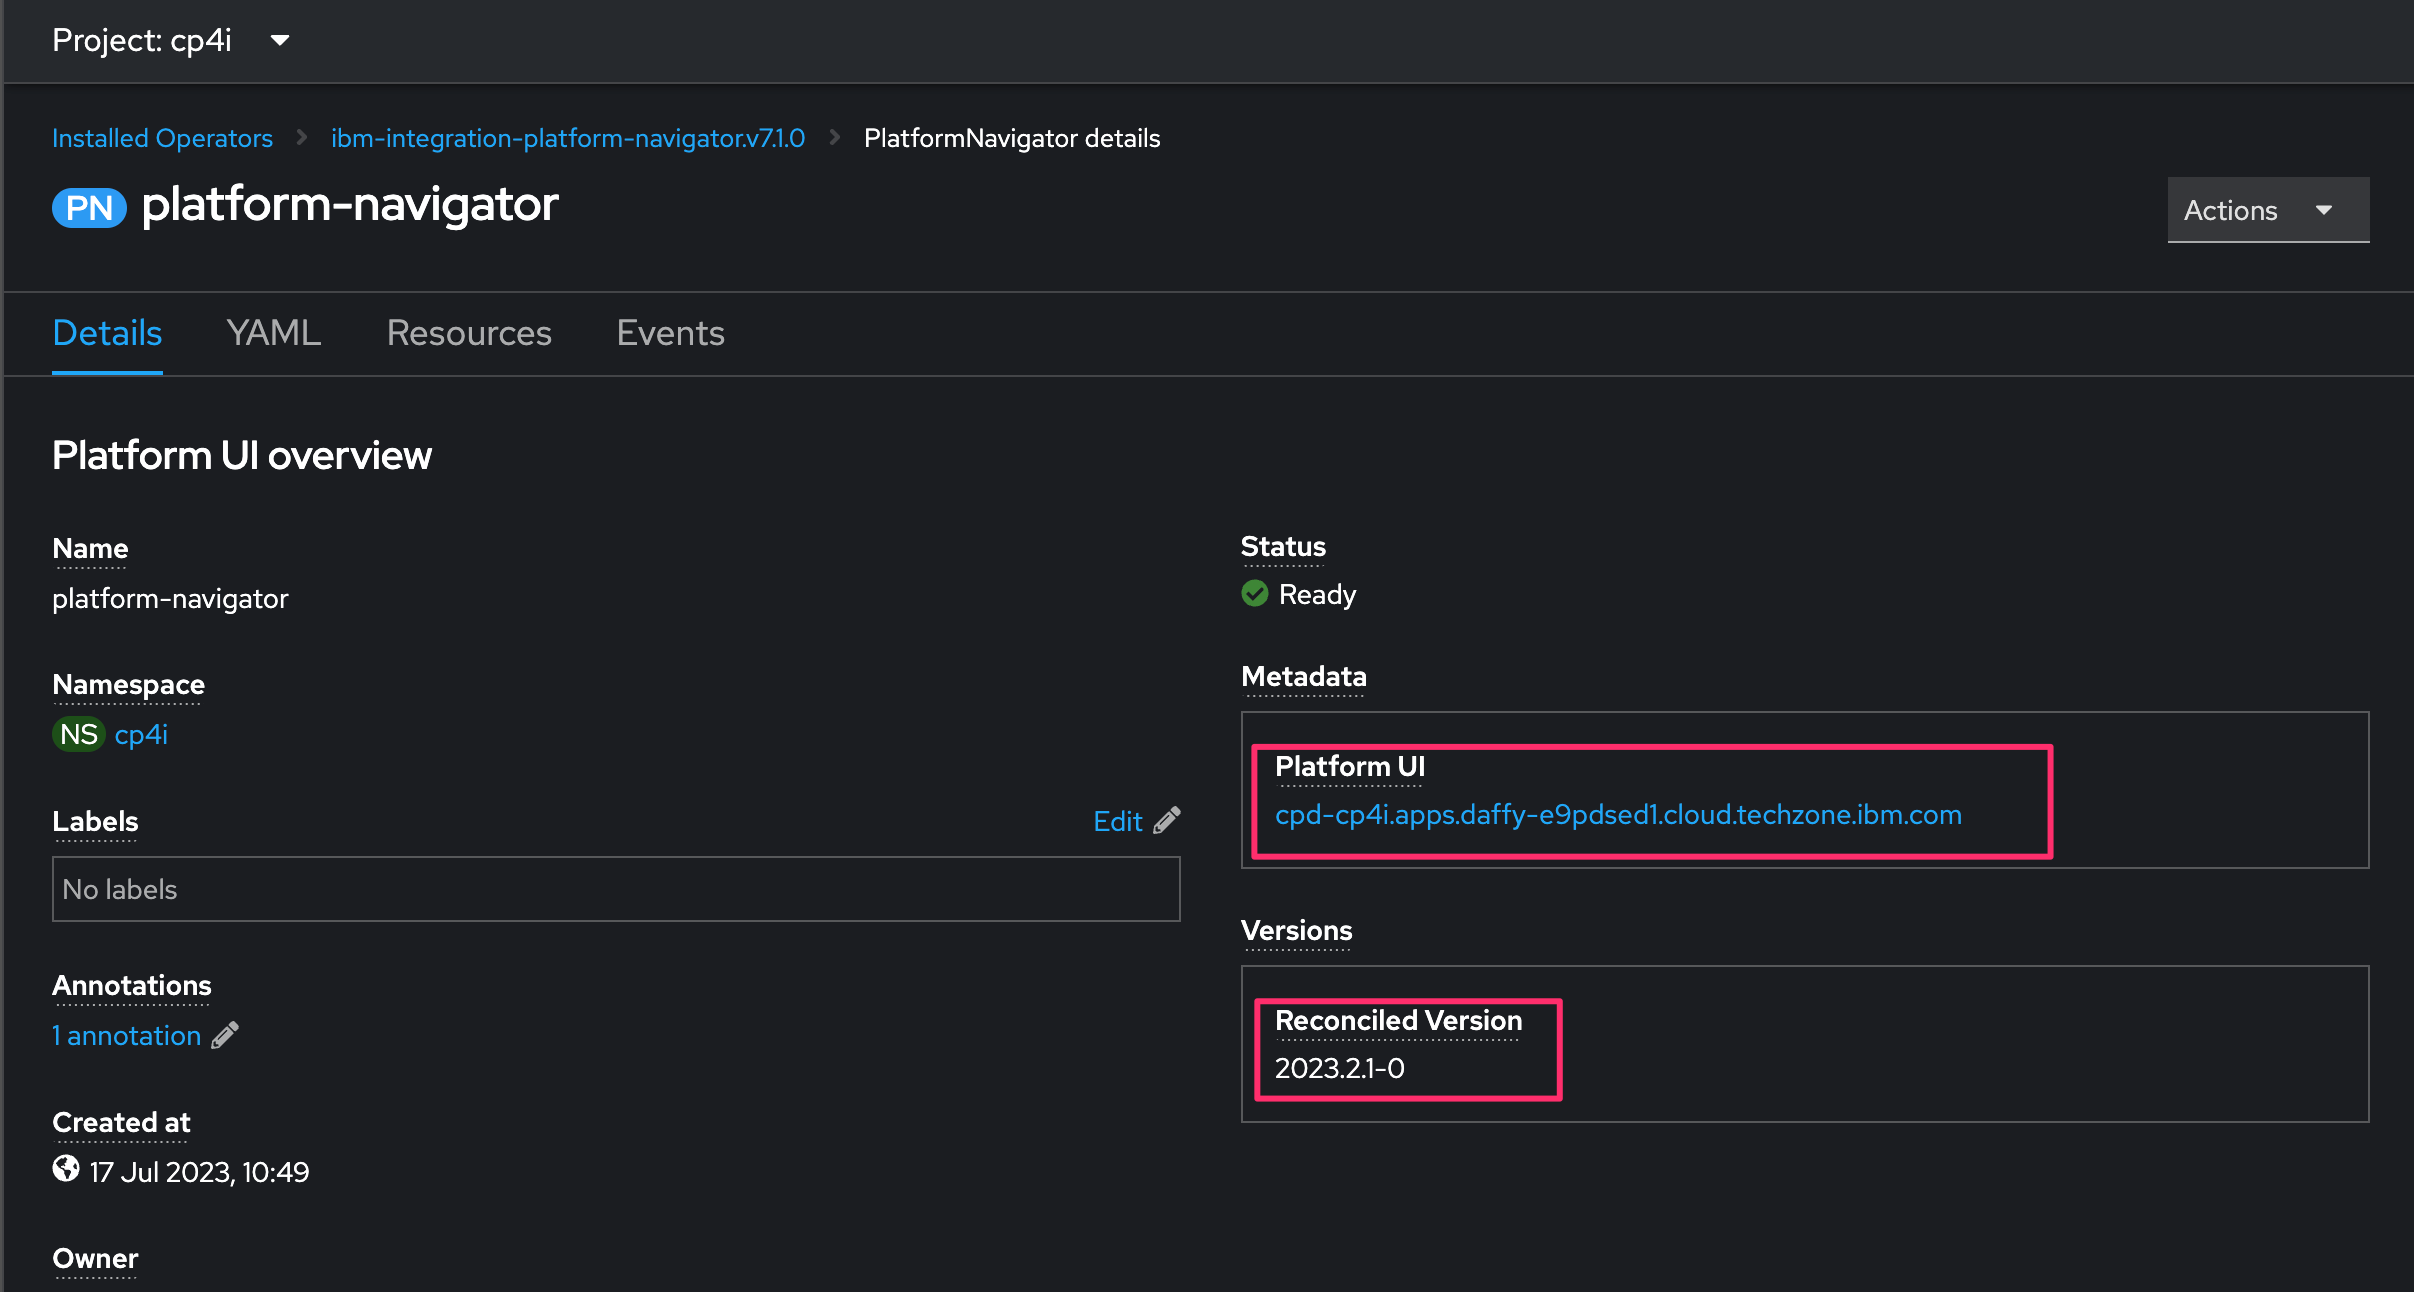 Project: cp4i
Installed Operators
ibm-integration-platform-navigator.v7.1.0
PlatformNavigator details
PN platform-navigator
Actions
Details
YAML
Resources
Events
Platform UI overview
Name
platform-navigator
Namespace
NS cp4i
Labels
Edit
No labels
Annotations
1 annotation
Created at
17 Jul 2023, 10:49
Owner
Status
Ready
Metadata
Platform UI
cpd-cp4i.apps.daffy-e9pdsed1.cloud.techzone.ibm.com
Versions
Reconciled Version
2023.2.1-0